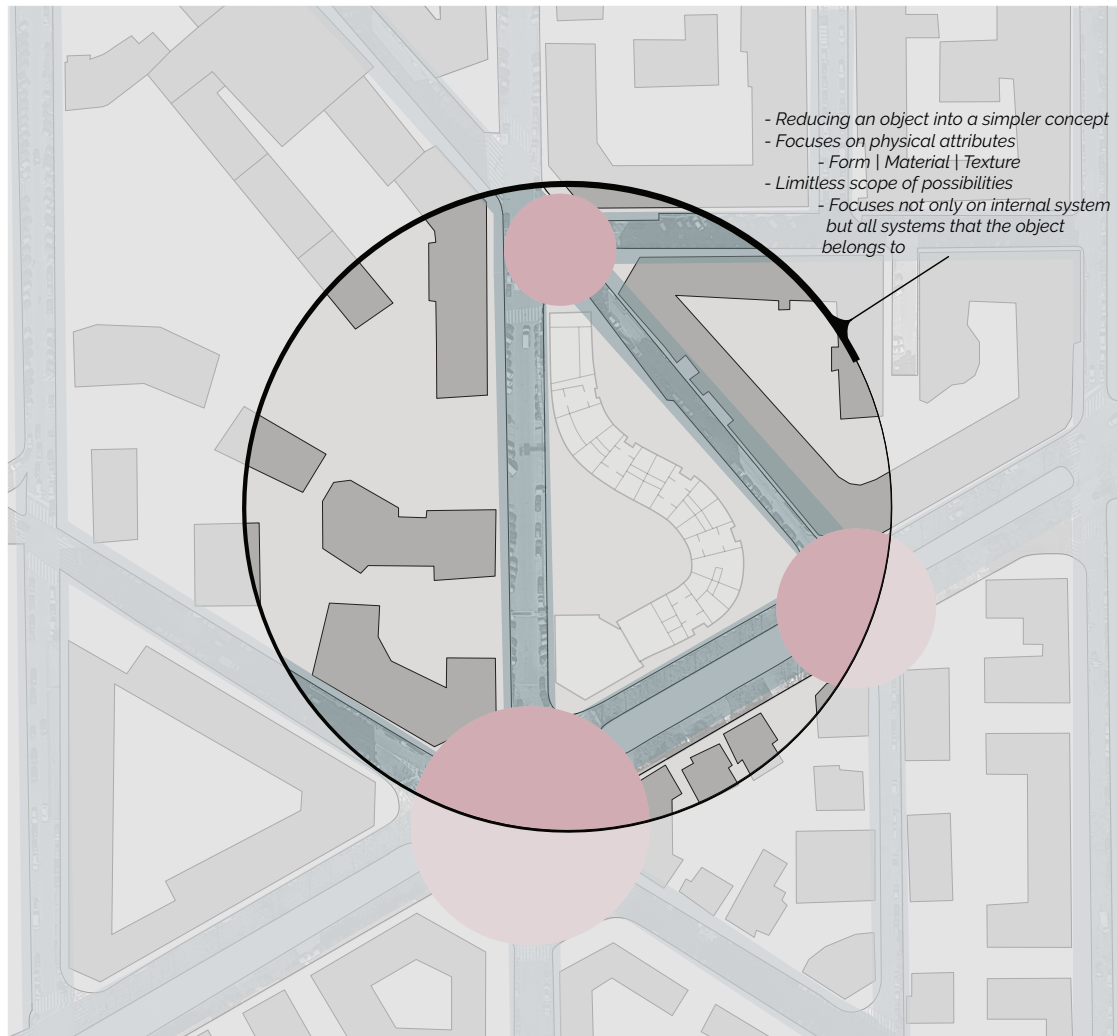 - Reducing an object into a simpler concept
- Focuses on physical attributes
- Form | Material | Texture
- Limitless scope of possibilities
- Focuses not only on internal system
but all systems that the object
belongs to